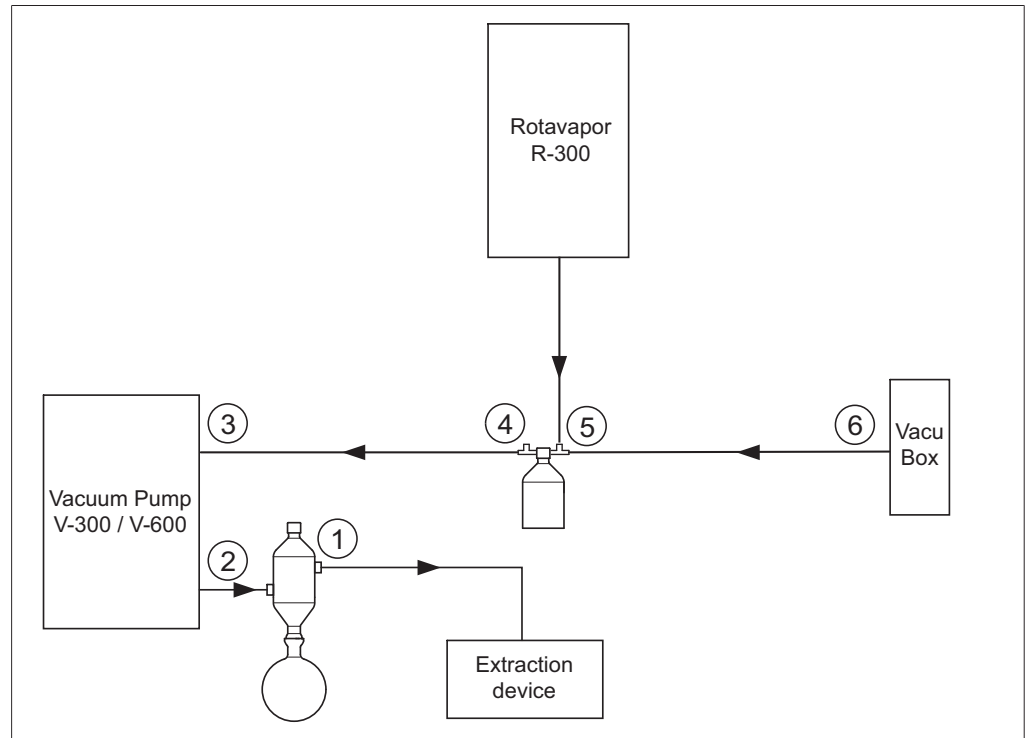 Rotavapor
R-300
3
4
5
6
Vacu
Box
Vacuum Pump
V-300 / V-600
2
1
Extraction
device